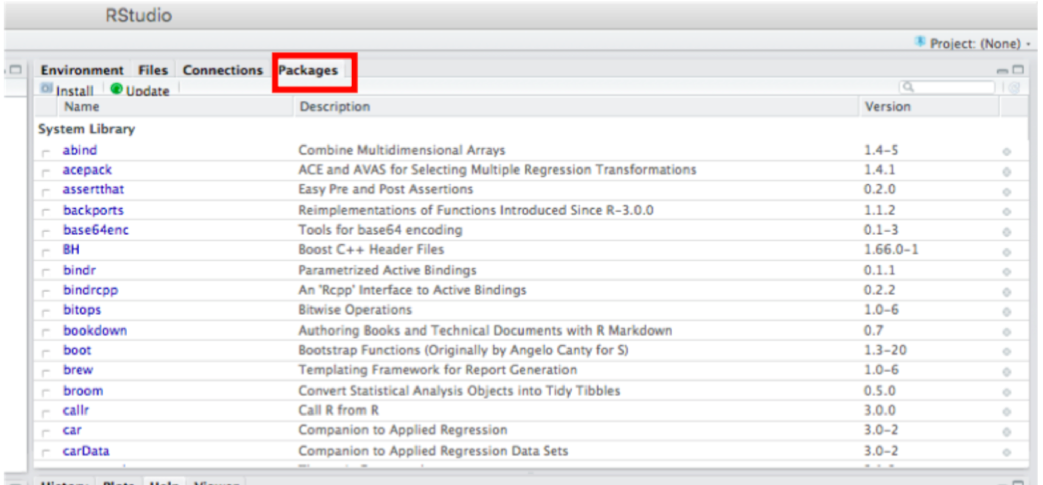 RStudio
Project: (None)
Environment Files Connections Packages
Install Update
Name Description Version
System Library
abind Combine Multidimensional Arrays 1.4-5
acepack ACE and AVAS for Selecting Multiple Regression Transformations 1.4.1
assertthat Easy Pre and Post Assertions 0.2.0
backports Reimplementations of Functions Introduced Since R-3.0.0 1.1.2
base64enc Tools for base64 encoding 0.1-3
BH Boost C++ Header Files 1.66.0-1
bindr Parametrized Active Bindings 0.1.1
bindrcpp An 'Rcpp' Interface to Active Bindings 0.2.2
bitops Bitwise Operations 1.0-6
bookdown Authoring Books and Technical Documents with R Markdown 0.7
boot Bootstrap Functions (Originally by Angelo Canty for S) 1.3-20
brew Templating Framework for Report Generation 1.0-6
broom Convert Statistical Analysis Objects into Tidy Tibbles 0.5.0
callr Call R from R 3.0.0
car Companion to Applied Regression 3.0-2
carData Companion to Applied Regression Data Sets 3.0-2
History Plots Help Viewer